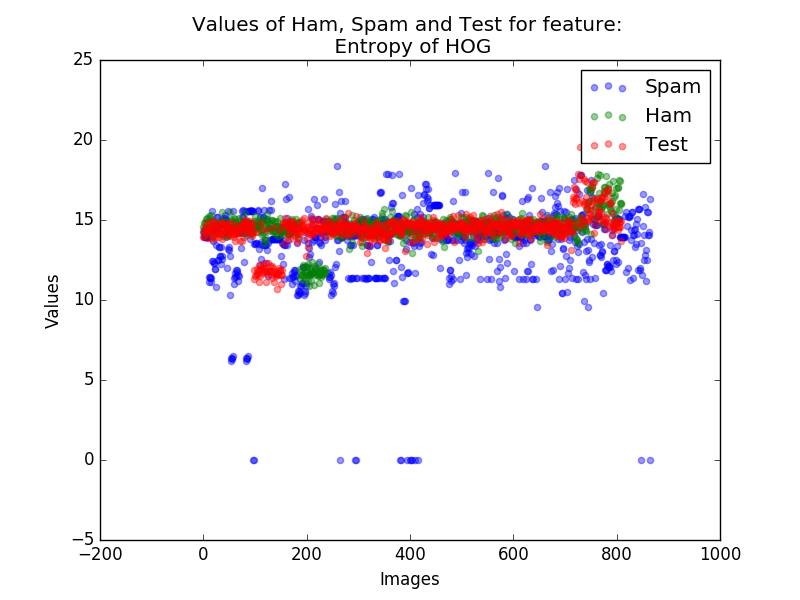 Values of Ham, Spam and Test for feature:
Entropy of HOG
25
20
15
10
5
0
−5
Values
Spam
Ham
Test
−200
0
200
400
600
800
1000
Images